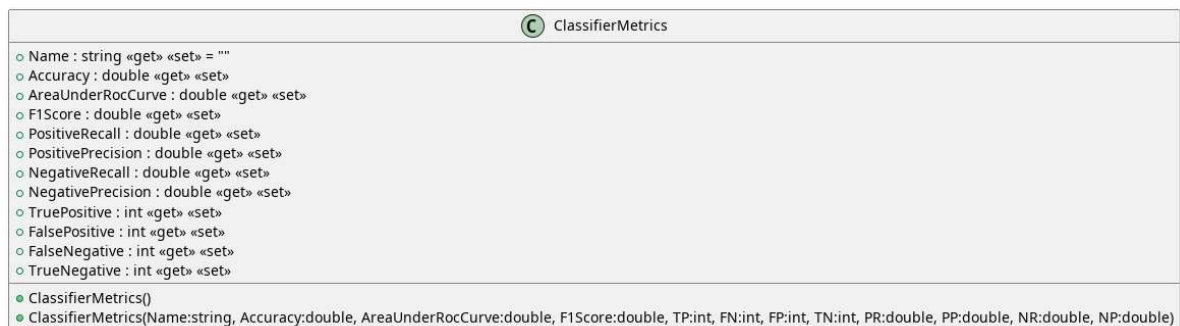 C ClassifierMetrics
+ Name : string «get» «set» = ""
Accuracy : double «get» «set»
AreaUnderRocCurve : double «get» «set»
F1Score : double «get» «set»
PositiveRecall : double «get» «set»
PositivePrecision : double «get» «set»
NegativeRecall : double «get» «set»
NegativePrecision : double «get» «set»
TruePositive : int «get» «set»
FalsePositive : int «get» «set»
FalseNegative : int «get» «set»
TrueNegative : int «get» «set»
ClassifierMetrics()
ClassifierMetrics(Name:string, Accuracy:double, AreaUnderRocCurve:double, F1Score:double, TP:int, FN:int, FP:int, TN:int, PR:double, PP:double, NR:double, NP:double)